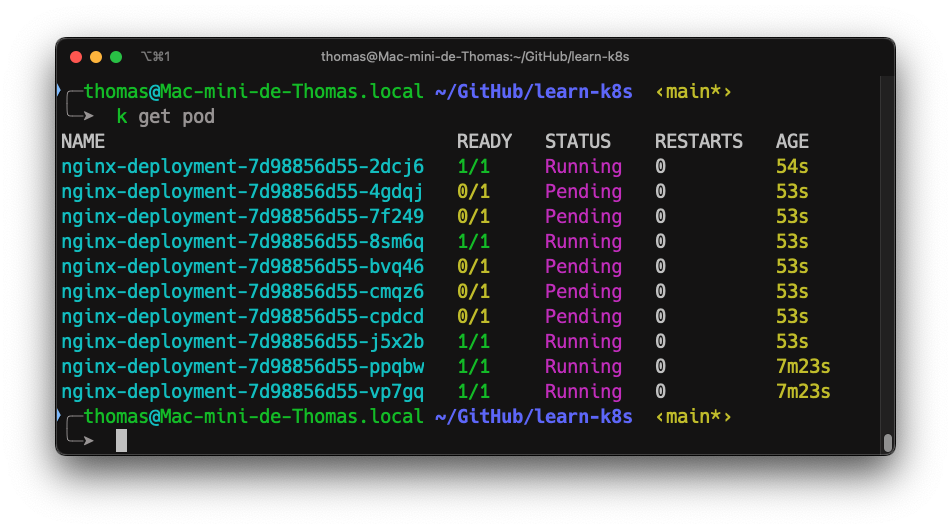 ⌥⌘1 thomas@Mac-mini-de-Thomas:~/GitHub/learn-k8s
thomas@Mac-mini-de-Thomas.local ~/GitHub/learn-k8s ‹main*›
k get pod
NAME READY STATUS RESTARTS AGE
nginx-deployment-7d98856d55-2dcj6 1/1 Running 0 54s
nginx-deployment-7d98856d55-4gdqj 0/1 Pending 0 53s
nginx-deployment-7d98856d55-7f249 0/1 Pending 0 53s
nginx-deployment-7d98856d55-8sm6q 1/1 Running 0 53s
nginx-deployment-7d98856d55-bvq46 0/1 Pending 0 53s
nginx-deployment-7d98856d55-cmqz6 0/1 Pending 0 53s
nginx-deployment-7d98856d55-cpdcd 0/1 Pending 0 53s
nginx-deployment-7d98856d55-j5x2b 1/1 Running 0 53s
nginx-deployment-7d98856d55-ppqbw 1/1 Running 0 7m23s
nginx-deployment-7d98856d55-vp7gq 1/1 Running 0 7m23s
thomas@Mac-mini-de-Thomas.local ~/GitHub/learn-k8s ‹main*›